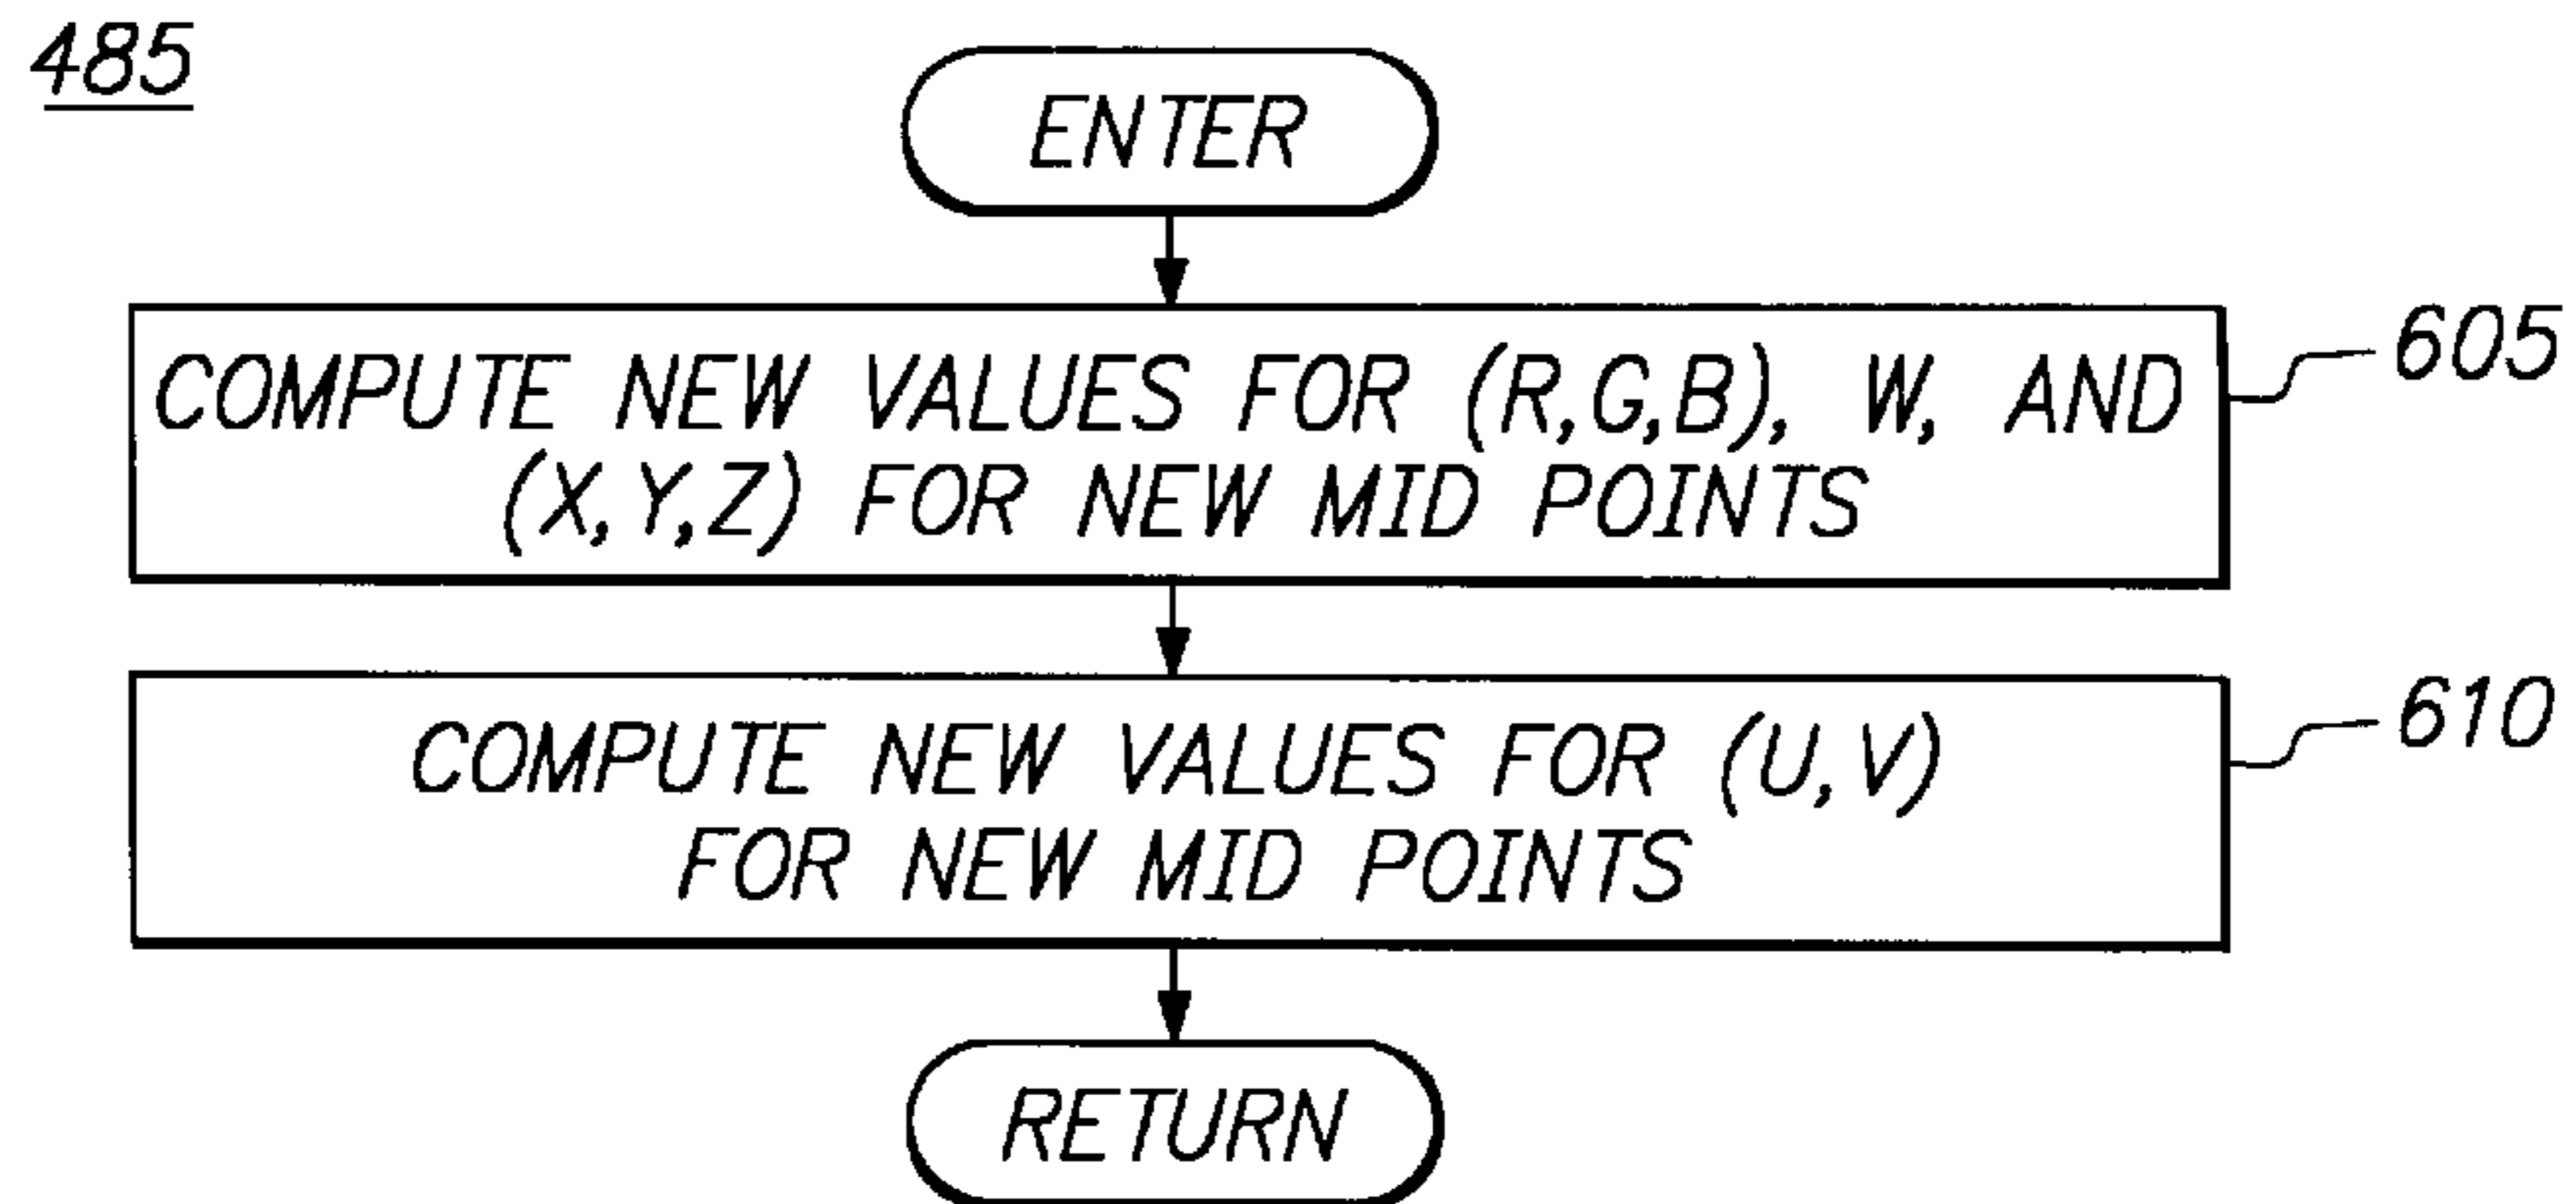 485
ENTER
COMPUTE NEW VALUES FOR (R,G,B), W, AND
(X,Y,Z) FOR NEW MID POINTS
605
COMPUTE NEW VALUES FOR (U,V)
FOR NEW MID POINTS
610
RETURN